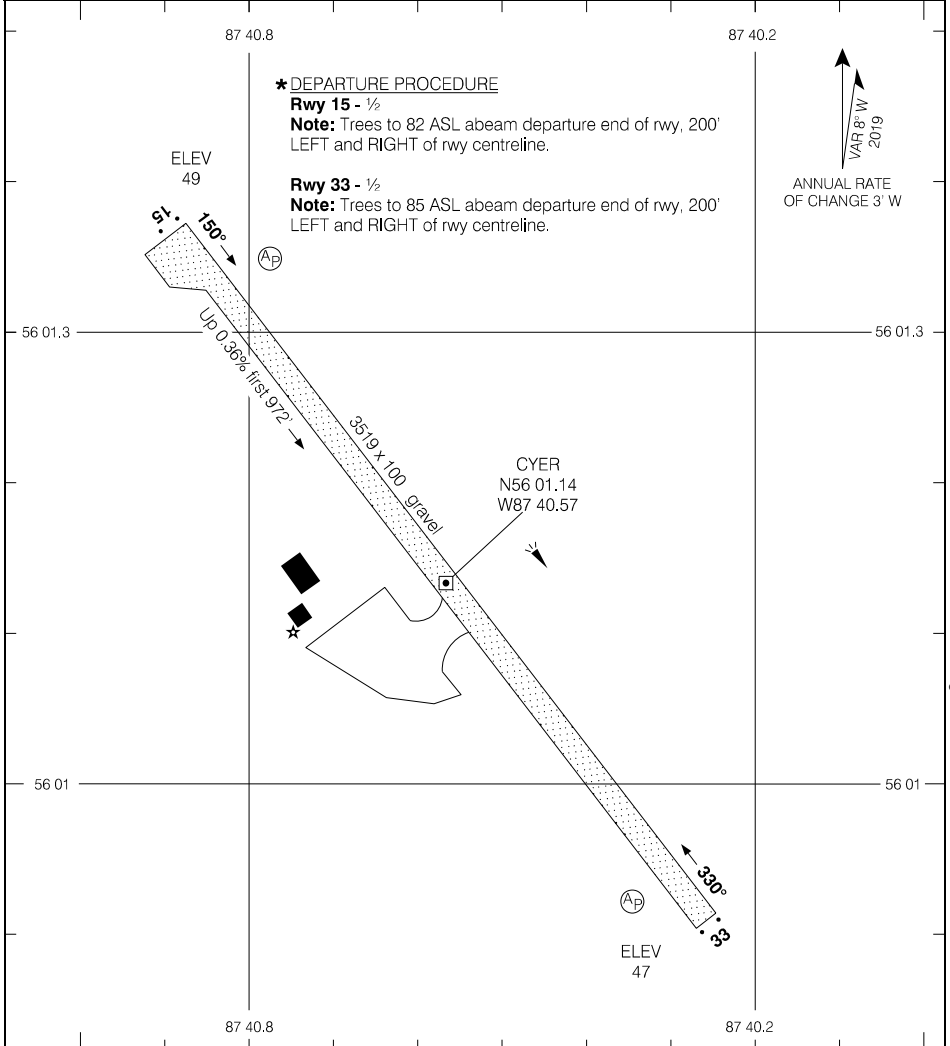 87 40.8
87 40.2
* DEPARTURE PROCEDURE
Rwy 15 - ½
Note: Trees to 82 ASL abeam departure end of rwy, 200'
LEFT and RIGHT of rwy centreline.
Rwy 33 - ½
Note: Trees to 85 ASL abeam departure end of rwy, 200'
LEFT and RIGHT of rwy centreline.
VAR 8° W
2019
ANNUAL RATE
OF CHANGE 3' W
ELEV
49
15
150°
AP
56 01.3
56 01.3
Up 0.36% first 972'
3519 x 100 gravel
CYER
N56 01.14
W87 40.57
56 01
56 01
330°
33
AP
ELEV
47
87 40.8
87 40.2